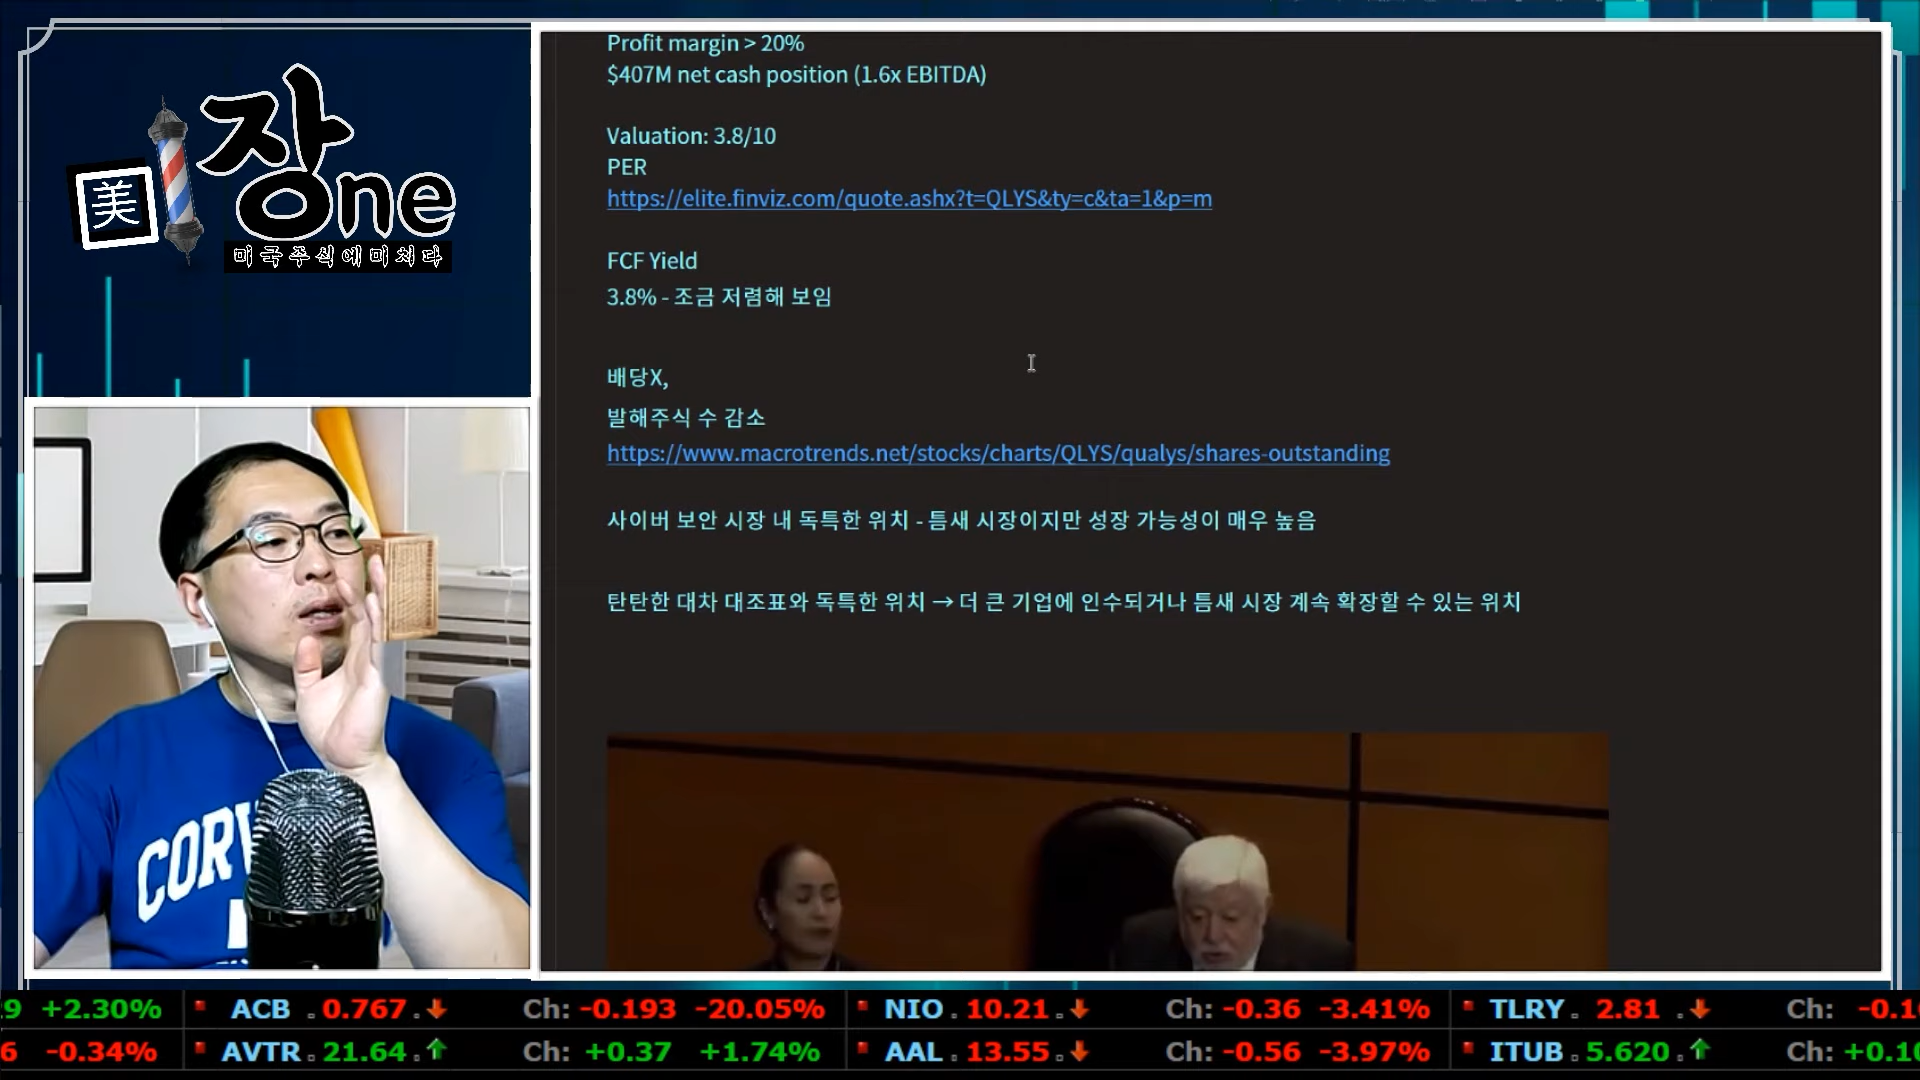 美
장one
미국주식에미치다
Profit margin > 20%
$407M net cash position (1.6x EBITDA)
Valuation: 3.8/10
PER
https://elite.finviz.com/quote.ashx?t=QLYS&ty=c&ta=1&p=m
FCF Yield
3.8% - 조금 저렴해 보임
배당X,
발해주식 수 감소
https://www.macrotrends.net/stocks/charts/QLYS/qualys/shares-outstanding
사이버 보안 시장 내 독특한 위치 - 틈새 시장이지만 성장 가능성이 매우 높음
탄탄한 대차 대조표와 독특한 위치 → 더 큰 기업에 인수되거나 틈새 시장 계속 확장할 수 있는 위치
CORV
9 +2.30% ACB 0.767 Ch: -0.193 -20.05% NIO 10.21 Ch: -0.36 -3.41% TLRY 2.81 Ch: -0.1
6 -0.34% AVTR 21.64 Ch: +0.37 +1.74% AAL 13.55 Ch: -0.56 -3.97% ITUB 5.620 Ch: +0.10